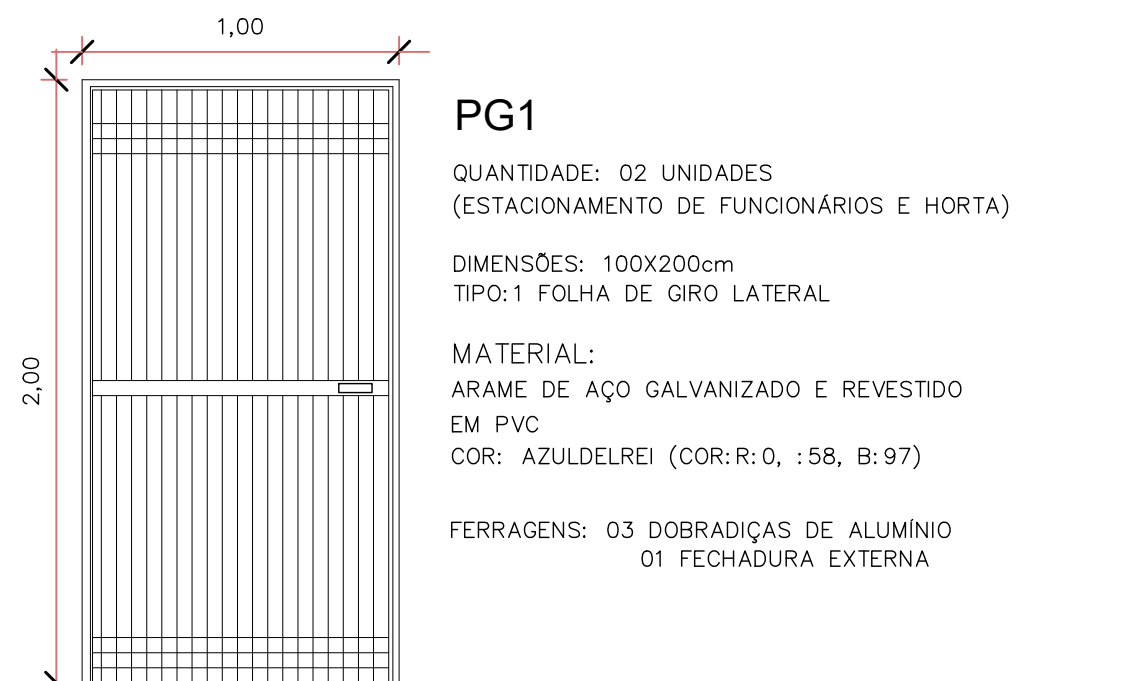 1,00
2,00
PG1
QUANTIDADE: 02 UNIDADES
(ESTACIONAMENTO DE FUNCIONÁRIOS E HORTA)
DIMENSÕES: 100X200cm
TIPO:1 FOLHA DE GIRO LATERAL
MATERIAL:
ARAME DE AÇO GALVANIZADO E REVESTIDO
EM PVC
COR: AZULDELREI (COR:R:0, :58, B:97)
FERRAGENS: 03 DOBRADIÇAS DE ALUMÍNIO
01 FECHADURA EXTERNA